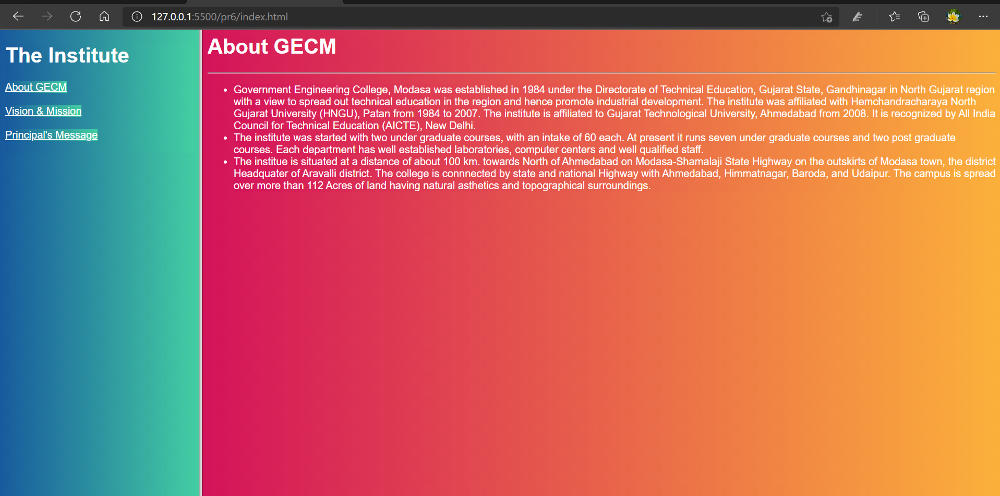 127.0.0.1:5500/pr6/index.html
The Institute
About GECM
Vision & Mission
Principal's Message
About GECM
Government Engineering College, Modasa was established in 1984 under the Directorate of Technical Education, Gujarat State, Gandhinagar in North Gujarat region
with a view to spread out technical education in the region and hence promote industrial development. The institute was affiliated with Hemchandracharaya North
Gujarat University (HNGU), Patan from 1984 to 2007. The institute is affiliated to Gujarat Technological University, Ahmedabad from 2008. It is recognized by All India
Council for Technical Education (AICTE), New Delhi.
The institute was started with two under graduate courses, with an intake of 60 each. At present it runs seven under graduate courses and two post graduate
courses. Each department has well established laboratories, computer centers and well qualified staff.
The institue is situated at a distance of about 100 km. towards North of Ahmedabad on Modasa-Shamalaji State Highway on the outskirts of Modasa town, the district
Headquater of Aravalli district. The college is connnected by state and national Highway with Ahmedabad, Himmatnagar, Baroda, and Udaipur. The campus is spread
over more than 112 Acres of land having natural asthetics and topographical surroundings.